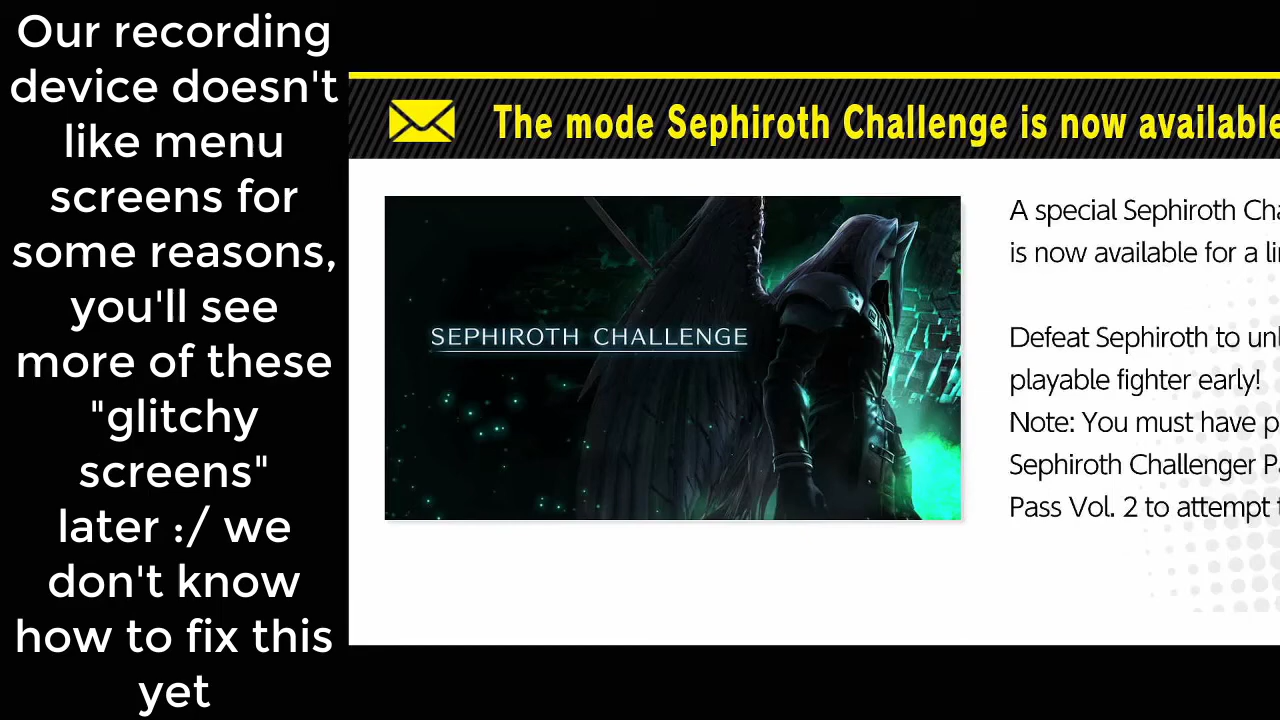 Our recording
device doesn't
like menu
screens for
some reasons,
you'll see
more of these
"glitchy
screens"
later :/ we
don't know
how to fix this
yet
The mode Sephiroth Challenge is now available
SEPHIROTH CHALLENGE
A special Sephiroth
is now available for a
Defeat Sephiroth to
playable fighter early!
Note: You must have
Sephiroth Challenger
Pass Vol. 2 to attempt